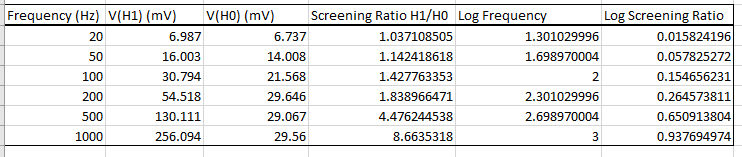 Frequency (Hz) V(H1) (mV) V(H0) (mV) Screening Ratio H1/H0 Log Frequency Log Screening Ratio
20 6.987 6.737 1.037108505 1.301029996 0.015824196
50 16.003 14.008 1.142418618 1.698970004 0.057825272
100 30.794 21.568 1.427763353 2 0.154656231
200 54.518 29.646 1.838966471 2.301029996 0.264573811
500 130.111 29.067 4.476244538 2.698970004 0.650913804
1000 256.094 29.56 8.6635318 3 0.937694974